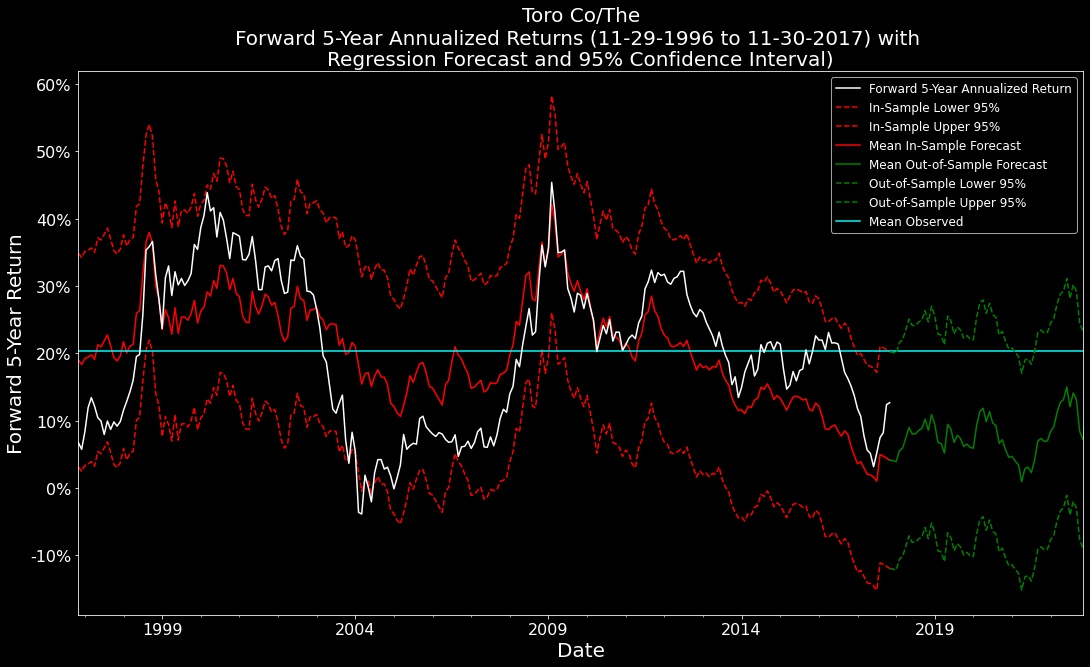 Toro Co/The
Forward 5-Year Annualized Returns (11-29-1996 to 11-30-2017) with
Regression Forecast and 95% Confidence Interval)
Forward 5-Year Return
60%
50%
40%
30%
20%
10%
0%
-10%
Forward 5-Year Annualized Return
In-Sample Lower 95%
In-Sample Upper 95%
Mean In-Sample Forecast
Mean Out-of-Sample Forecast
Out-of-Sample Lower 95%
Out-of-Sample Upper 95%
Mean Observed
1999 2004 2009 2014 2019
Date